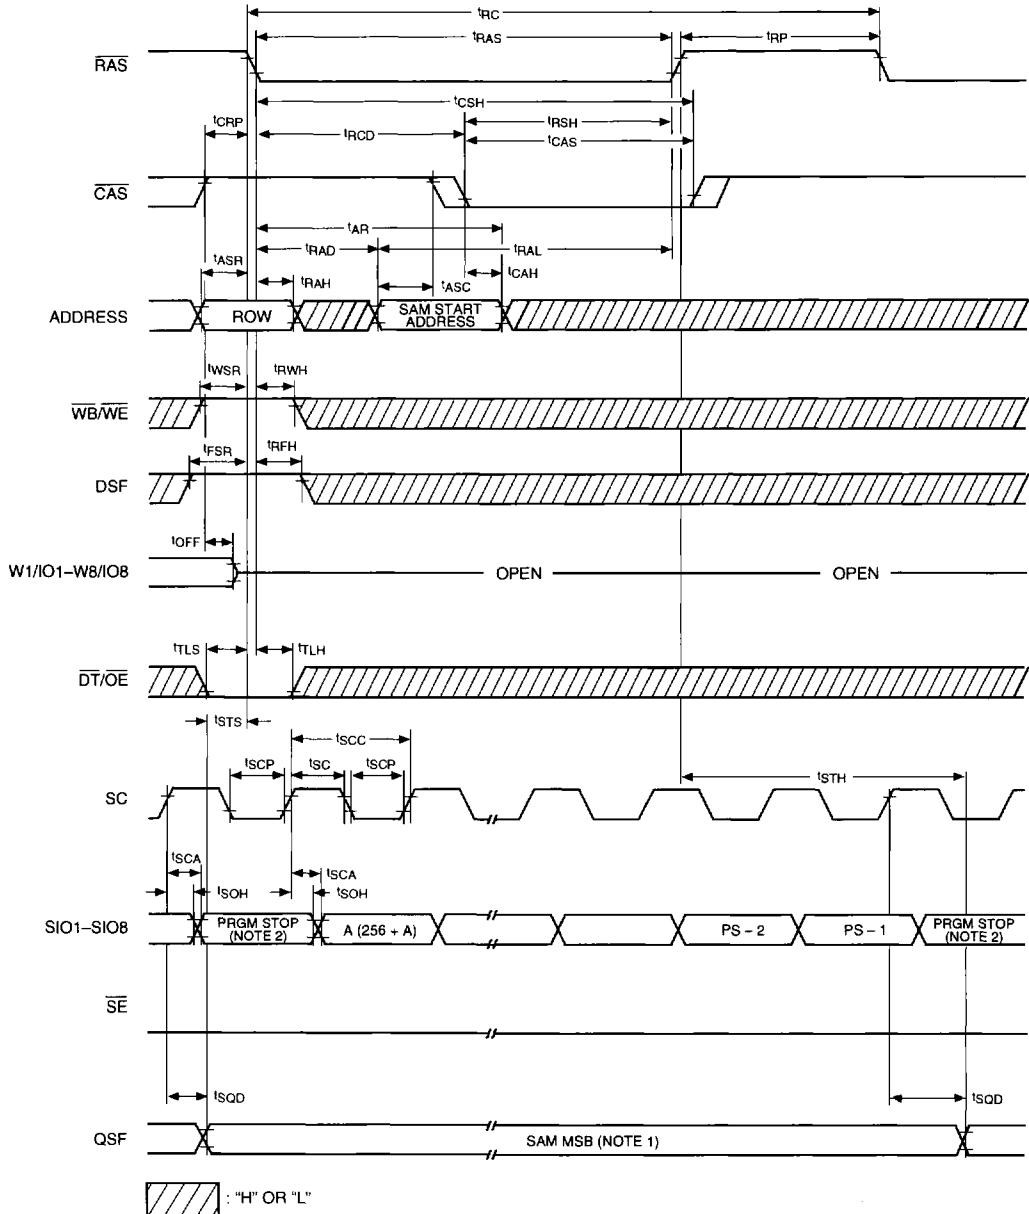 tRC
tRAS
tRP
RAS
tCSH
tCRP
tRCD
tRSH
tCAS
CAS
tAR
tRAD
tRAL
tASR
tRAH
tASC
tCAH
ADDRESS
ROW
SAM START
ADDRESS
tWSR
tRWH
WB/WE
tFSR
tRFH
DSF
tOFF
W1/IO1–W8/IO8
OPEN
OPEN
tTLS
tTLH
DT/OE
tSTS
tSCC
tSCP
tSC
tSCP
tSTH
SC
tSCA
tSCA
tSOH
tSOH
SIO1–SIO8
PRGM STOP
(NOTE 2)
A (256 + A)
PS – 2
PS – 1
PRGM STOP
(NOTE 2)
SE
tSQD
tSQD
QSF
SAM MSB (NOTE 1)
: "H" OR "L"